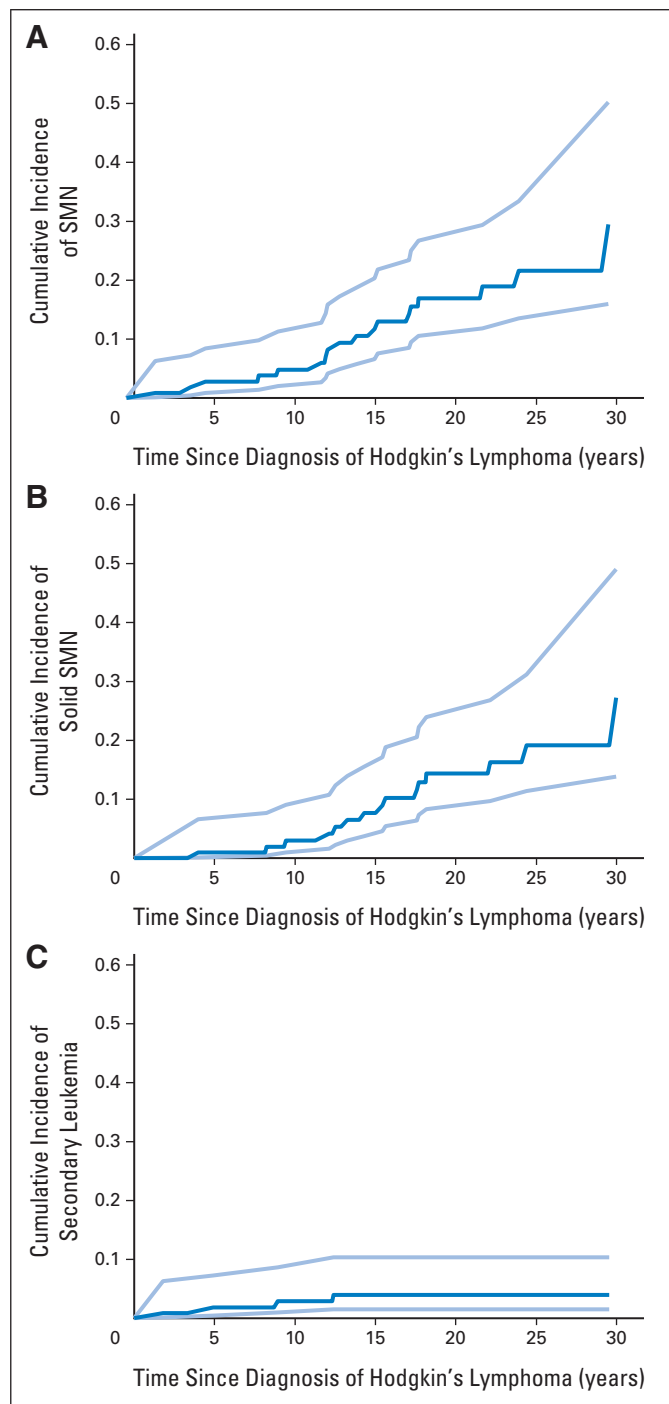 A
0.6
0.5
0.4
0.3
0.2
0.1
Cumulative Incidence
of SMN
0 5 10 15 20 25 30
Time Since Diagnosis of Hodgkin's Lymphoma (years)
B
0.6
0.5
0.4
0.3
0.2
0.1
Cumulative Incidence of
Solid SMN
0 5 10 15 20 25 30
Time Since Diagnosis of Hodgkin's Lymphoma (years)
C
0.6
0.5
0.4
0.3
0.2
0.1
Cumulative Incidence of
Secondary Leukemia
0 5 10 15 20 25 30
Time Since Diagnosis of Hodgkin's Lymphoma (years)